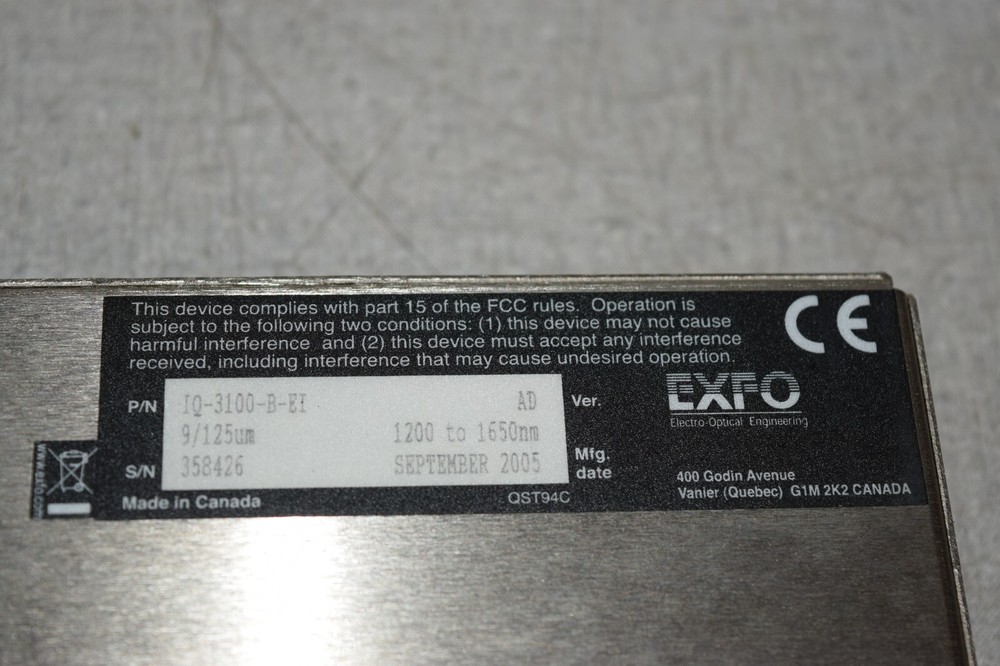 This device complies with part 15 of the FCC rules. Operation is
subject to the following two conditions: (1) this device may not cause
harmful interference and (2) this device must accept any interference
received, including interference that may cause undesired operation.
CE
P/N IQ-3100-B-EI AD Ver.
9/125um 1200 to 1650nm
S/N 358426 SEPTEMBER 2005 Mfg. date
Made in Canada QST94C
EXFO
Electro-Optical Engineering
400 Godin Avenue
Vanier (Quebec) G1M 2K2 CANADA
www.exfo.com